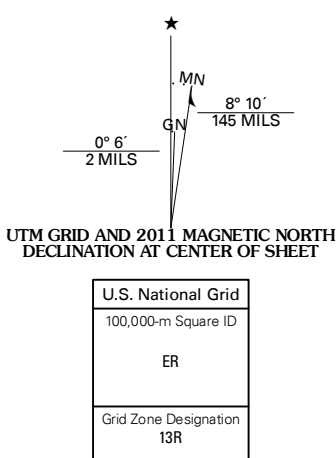 ★
MN
GN
8° 10´
145 MILS
0° 6´
2 MILS
UTM GRID AND 2011 MAGNETIC NORTH
DECLINATION AT CENTER OF SHEET
U.S. National Grid
100,000-m Square ID
ER
Grid Zone Designation
13R